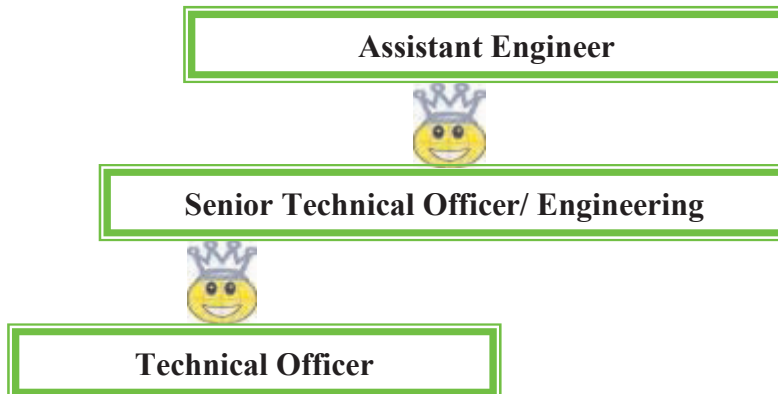 Assistant Engineer
Senior Technical Officer/ Engineering
Technical Officer